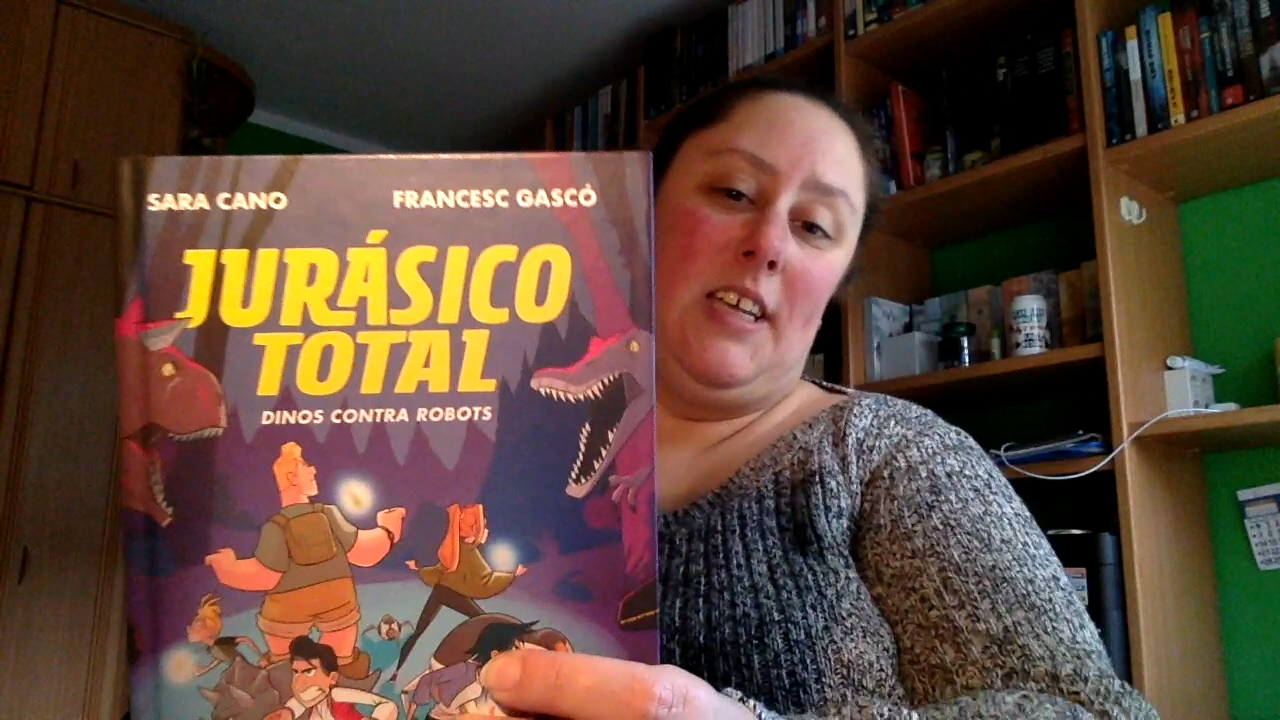 SARA CANO
FRANCESC GASCÓ
JURÁSICO
TOTAL
DINOS CONTRA ROBOTS